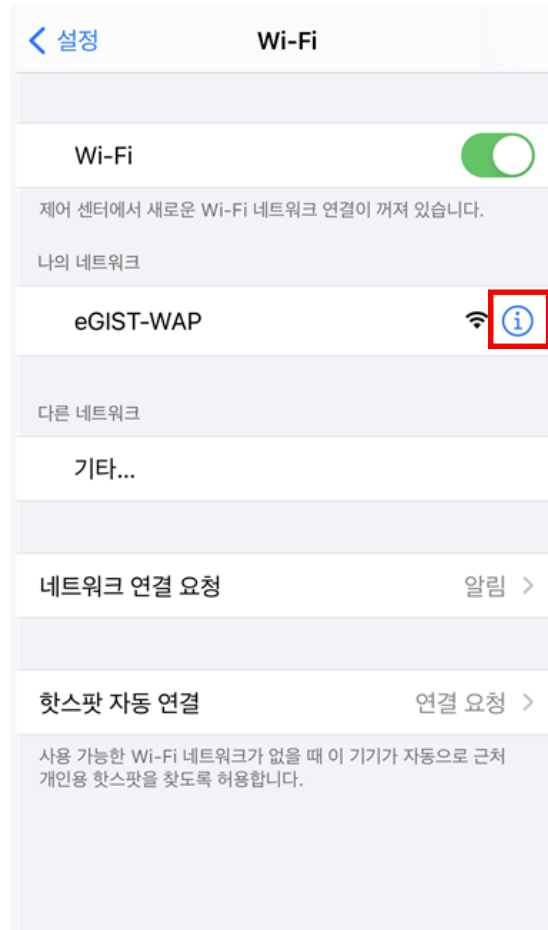 설정
Wi-Fi
Wi-Fi
제어 센터에서 새로운 Wi-Fi 네트워크 연결이 꺼져 있습니다.
나의 네트워크
eGIST-WAP
다른 네트워크
기타...
네트워크 연결 요청 알림
핫스팟 자동 연결 연결 요청
사용 가능한 Wi-Fi 네트워크가 없을 때 이 기기가 자동으로 근처
개인용 핫스팟을 찾도록 허용합니다.